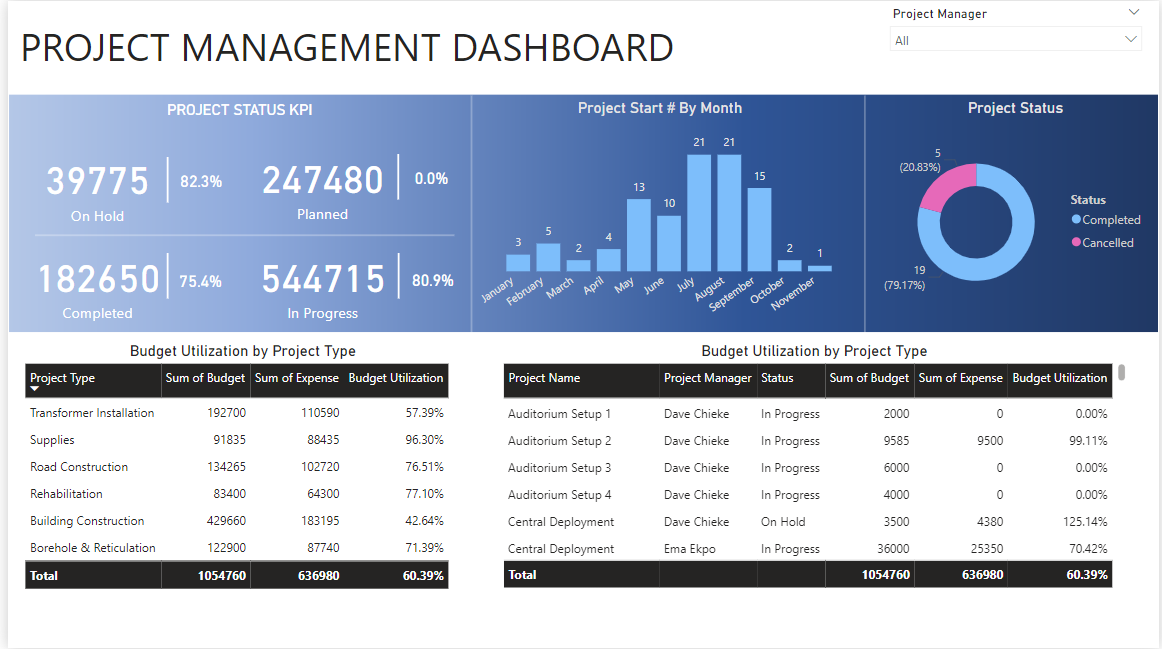 Project Manager
All
PROJECT MANAGEMENT DASHBOARD
PROJECT STATUS KPI
39775 82.3%
On Hold
247480 0.0%
Planned
182650 75.4%
Completed
544715 80.9%
In Progress
Project Start # By Month
3 5 2 4 13 10 21 21 15 2 1
January February March April May June July August September October November
Project Status
5
(20.83%)
19
(79.17%)
Status
Completed
Cancelled
Budget Utilization by Project Type
Project Type Sum of Budget Sum of Expense Budget Utilization
Transformer Installation 192700 110590 57.39%
Supplies 91835 88435 96.30%
Road Construction 134265 102720 76.51%
Rehabilitation 83400 64300 77.10%
Building Construction 429660 183195 42.64%
Borehole & Reticulation 122900 87740 71.39%
Total 1054760 636980 60.39%
Budget Utilization by Project Type
Project Name Project Manager Status Sum of Budget Sum of Expense Budget Utilization
Auditorium Setup 1 Dave Chieke In Progress 2000 0 0.00%
Auditorium Setup 2 Dave Chieke In Progress 9585 9500 99.11%
Auditorium Setup 3 Dave Chieke In Progress 6000 0 0.00%
Auditorium Setup 4 Dave Chieke In Progress 4000 0 0.00%
Central Deployment Dave Chieke On Hold 3500 4380 125.14%
Central Deployment Ema Ekpo In Progress 36000 25350 70.42%
Total 1054760 636980 60.39%